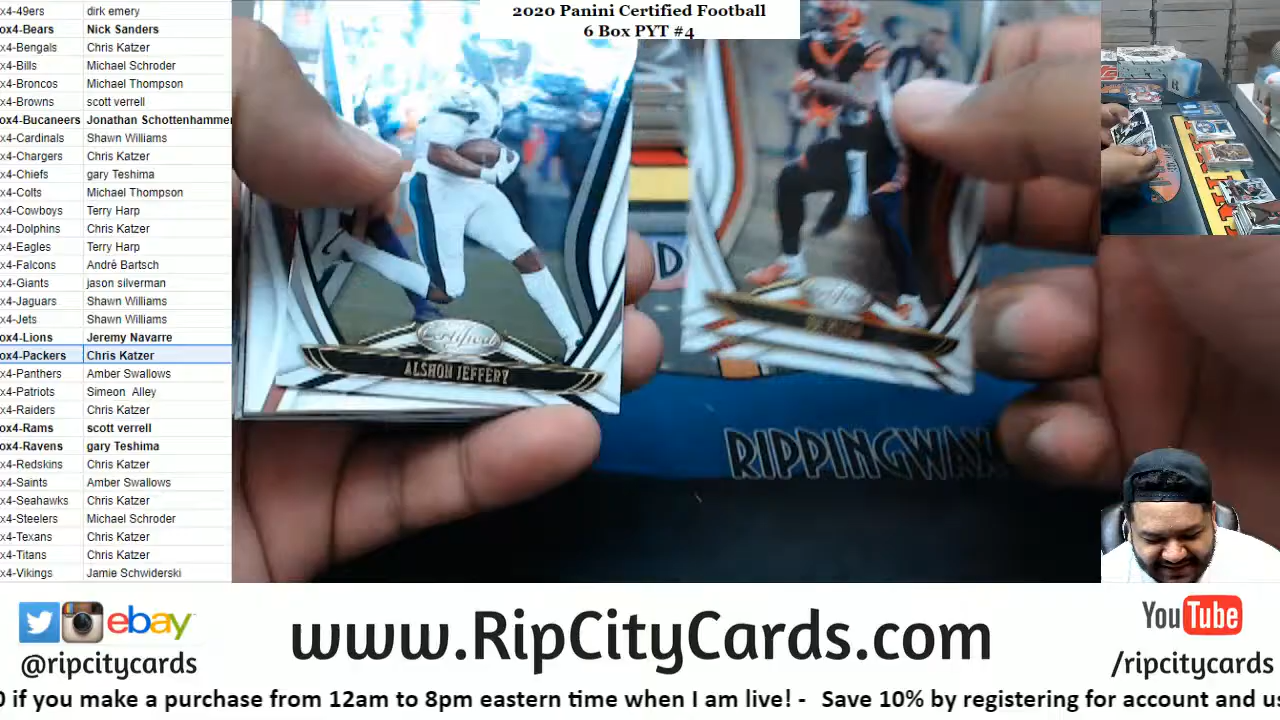 2020 Panini Certified Football
6 Box PYT #4
x4-49ers dirk emery
ox4-Bears Nick Sanders
x4-Bengals Chris Katzer
x4-Bills Michael Schroder
x4-Broncos Michael Thompson
x4-Browns scott verrell
ox4-Bucaneers Jonathan Schottenhammer
x4-Cardinals Shawn Williams
x4-Chargers Chris Katzer
x4-Chiefs gary Teshima
x4-Colts Michael Thompson
x4-Cowboys Terry Harp
x4-Dolphins Chris Katzer
x4-Eagles Terry Harp
x4-Falcons André Bartsch
x4-Giants jason silverman
x4-Jaguars Shawn Williams
x4-Jets Shawn Williams
ox4-Lions Jeremy Navarre
ox4-Packers Chris Katzer
x4-Panthers Amber Swallows
x4-Patriots Simeon Alley
x4-Raiders Chris Katzer
ox4-Rams scott verrell
ox4-Ravens gary Teshima
x4-Redskins Chris Katzer
x4-Saints Amber Swallows
x4-Seahawks Chris Katzer
x4-Steelers Michael Schroder
x4-Texans Chris Katzer
x4-Titans Chris Katzer
x4-Vikings Jamie Schwiderski
Certified
ALSHON JEFFERY
RIPPINGWAX
ebay
@ripcitycards
www.RipCityCards.com
YouTube
/ripcitycards
0 if you make a purchase from 12am to 8pm eastern time when I am live! - Save 10% by registering for account and us